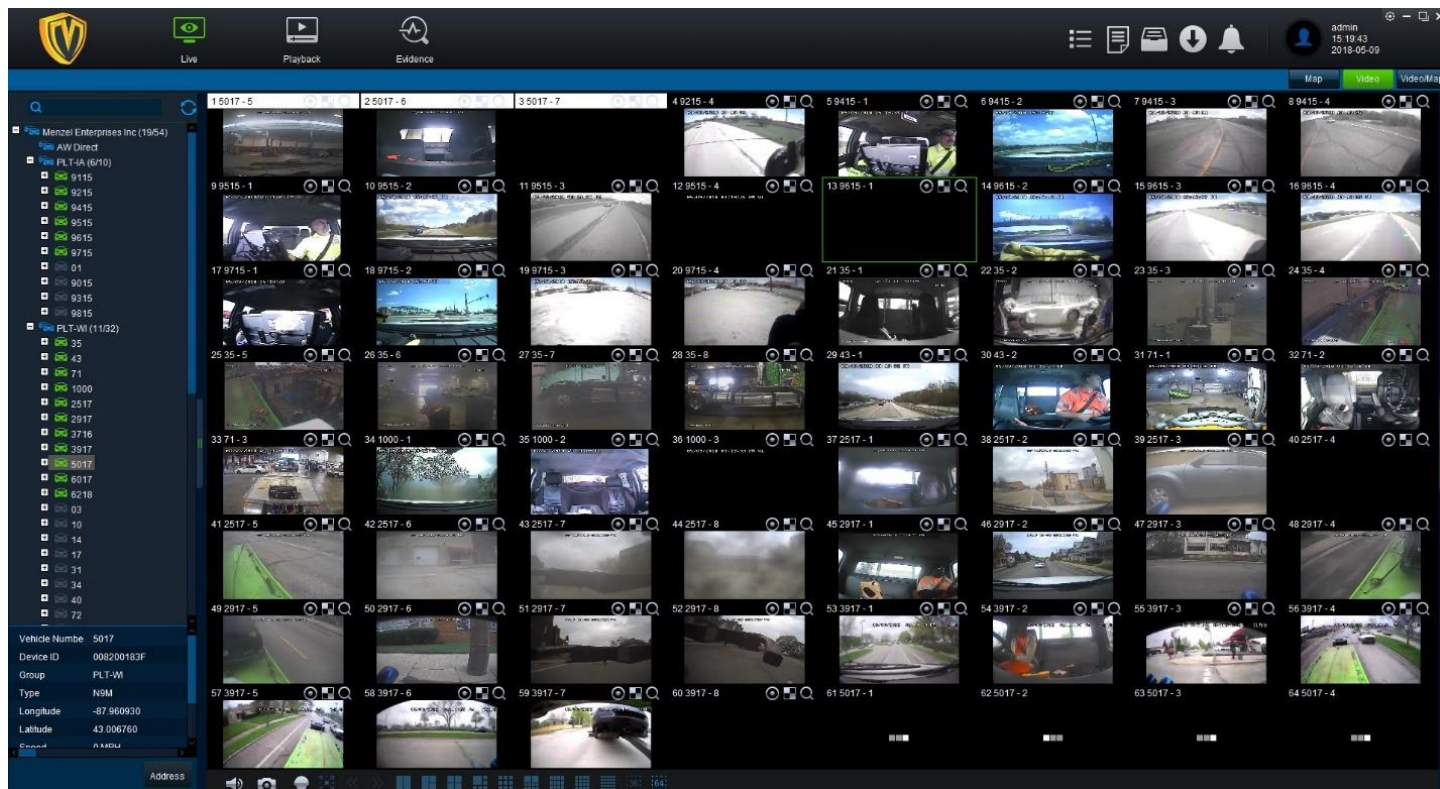 admin
15:19:43
2018-05-09
Live
Playback
Evidence
Map
Video
Video/Map
Menzel Enterprises Inc (19/54)
AW Direct
PLT-IA (6/10)
9115
9215
9415
9515
9615
9715
01
9015
9315
9815
PLT-WI (11/32)
35
43
71
1000
2517
2917
3716
3917
5017
6017
6218
03
10
14
17
31
34
40
72
Vehicle Numbe 5017
Device ID 008200183F
Group PLT-WI
Type N9M
Longitude -87.960930
Latitude 43.006760
Speed 0 MPH
Address
1 5017 - 5
2 5017 - 6
3 5017 - 7
4 9215 - 4
5 9415 - 1
6 9415 - 2
7 9415 - 3
8 9415 - 4
9 9515 - 1
10 9515 - 2
11 9515 - 3
12 9515 - 4
13 9615 - 1
14 9615 - 2
15 9615 - 3
16 9615 - 4
17 9715 - 1
18 9715 - 2
19 9715 - 3
20 9715 - 4
21 35 - 1
22 35 - 2
23 35 - 3
24 35 - 4
25 35 - 5
26 35 - 6
27 35 - 7
28 35 - 8
29 43 - 1
30 43 - 2
31 71 - 1
32 71 - 2
33 71 - 3
34 1000 - 1
35 1000 - 2
36 1000 - 3
37 2517 - 1
38 2517 - 2
39 2517 - 3
40 2517 - 4
41 2517 - 5
42 2517 - 6
43 2517 - 7
44 2517 - 8
45 2917 - 1
46 2917 - 2
47 2917 - 3
48 2917 - 4
49 2917 - 5
50 2917 - 6
51 2917 - 7
52 2917 - 8
53 3917 - 1
54 3917 - 2
55 3917 - 3
56 3917 - 4
57 3917 - 5
58 3917 - 6
59 3917 - 7
60 3917 - 8
61 5017 - 1
62 5017 - 2
63 5017 - 3
64 5017 - 4
36
64